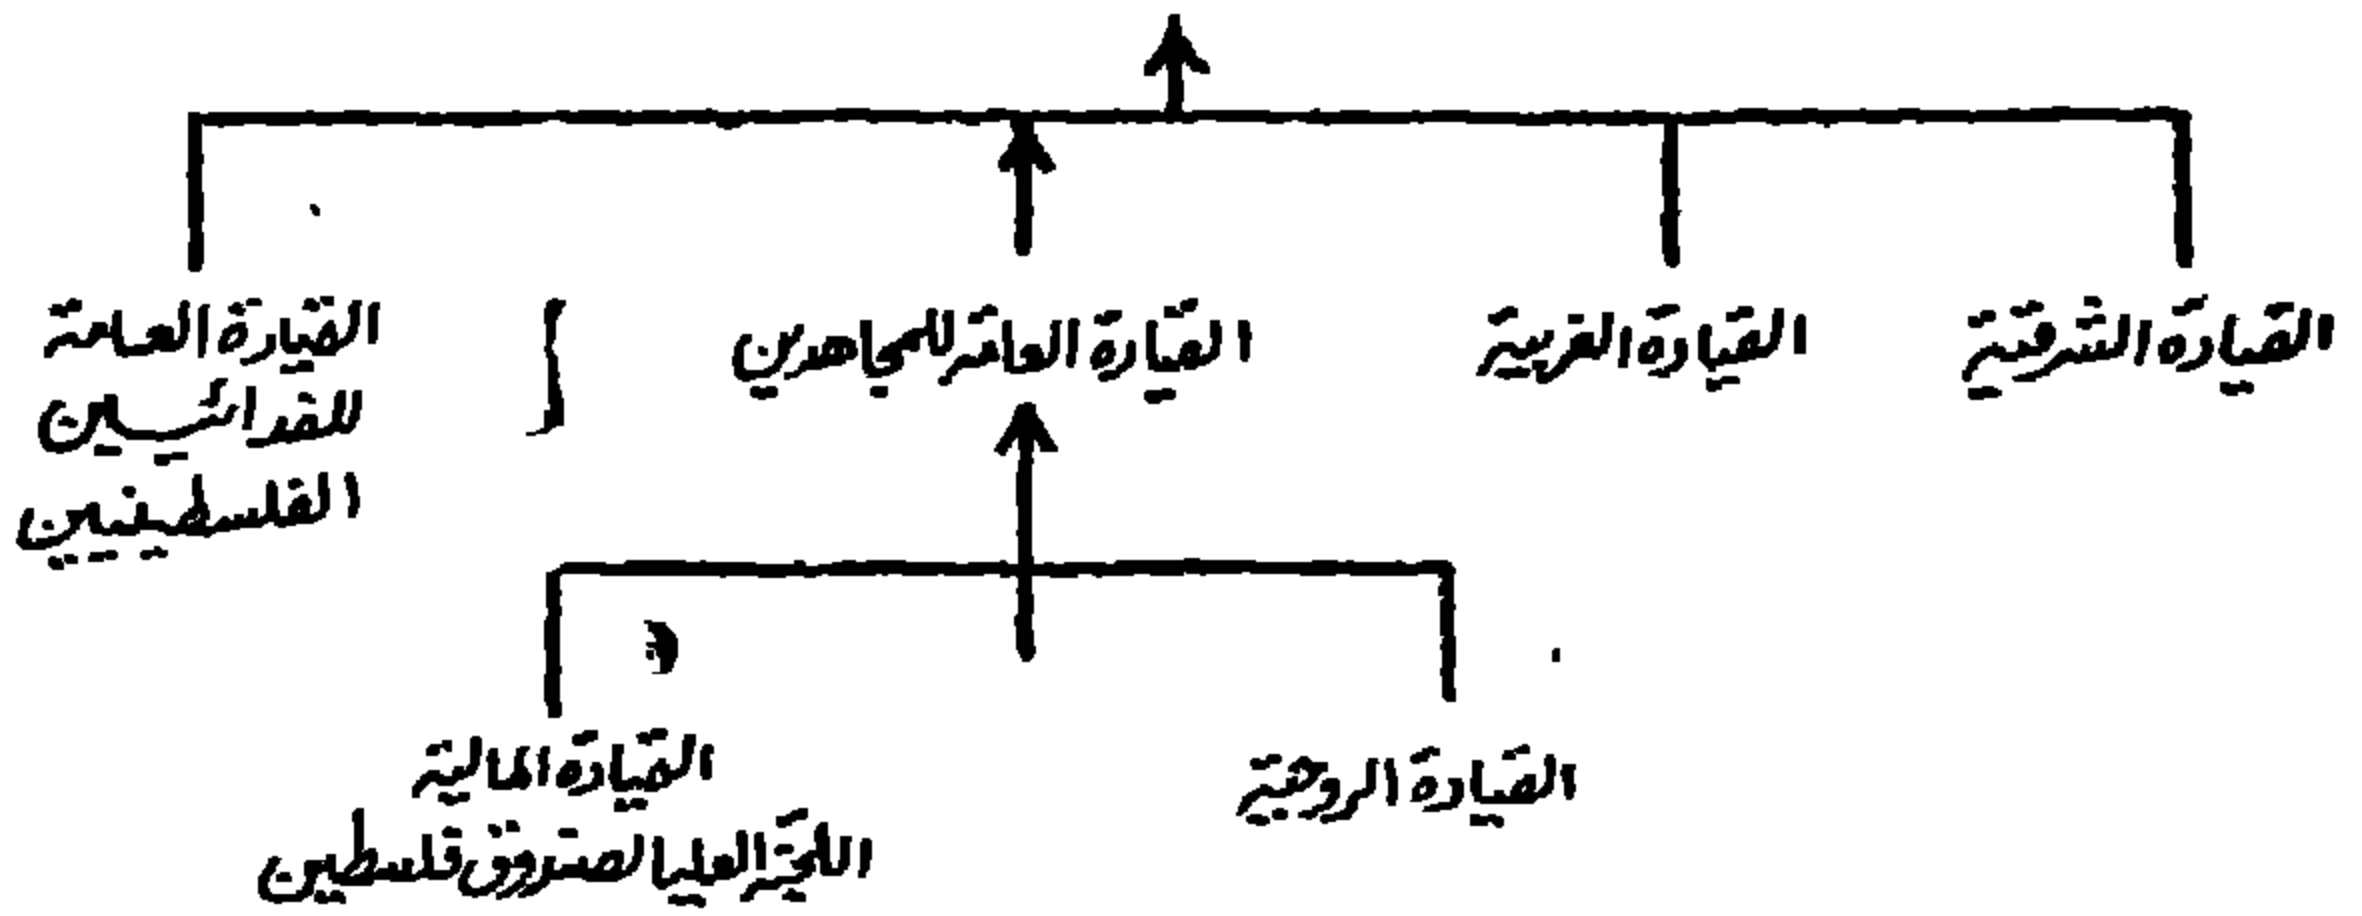 القيادة الشرقية
القيادة الغربية
القيادة العامة للمجاهدين
القيادة العامة
للفدائيين
الفلسطينيين
القيادة الروحية
القيادة المالية
اللجنة العليا لصندوق فلسطين